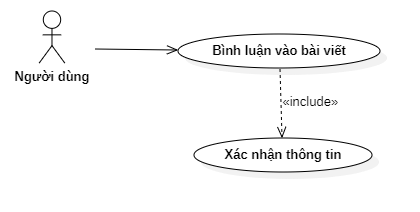 Bình luận vào bài viết
Người dùng
«include»
Xác nhận thông tin